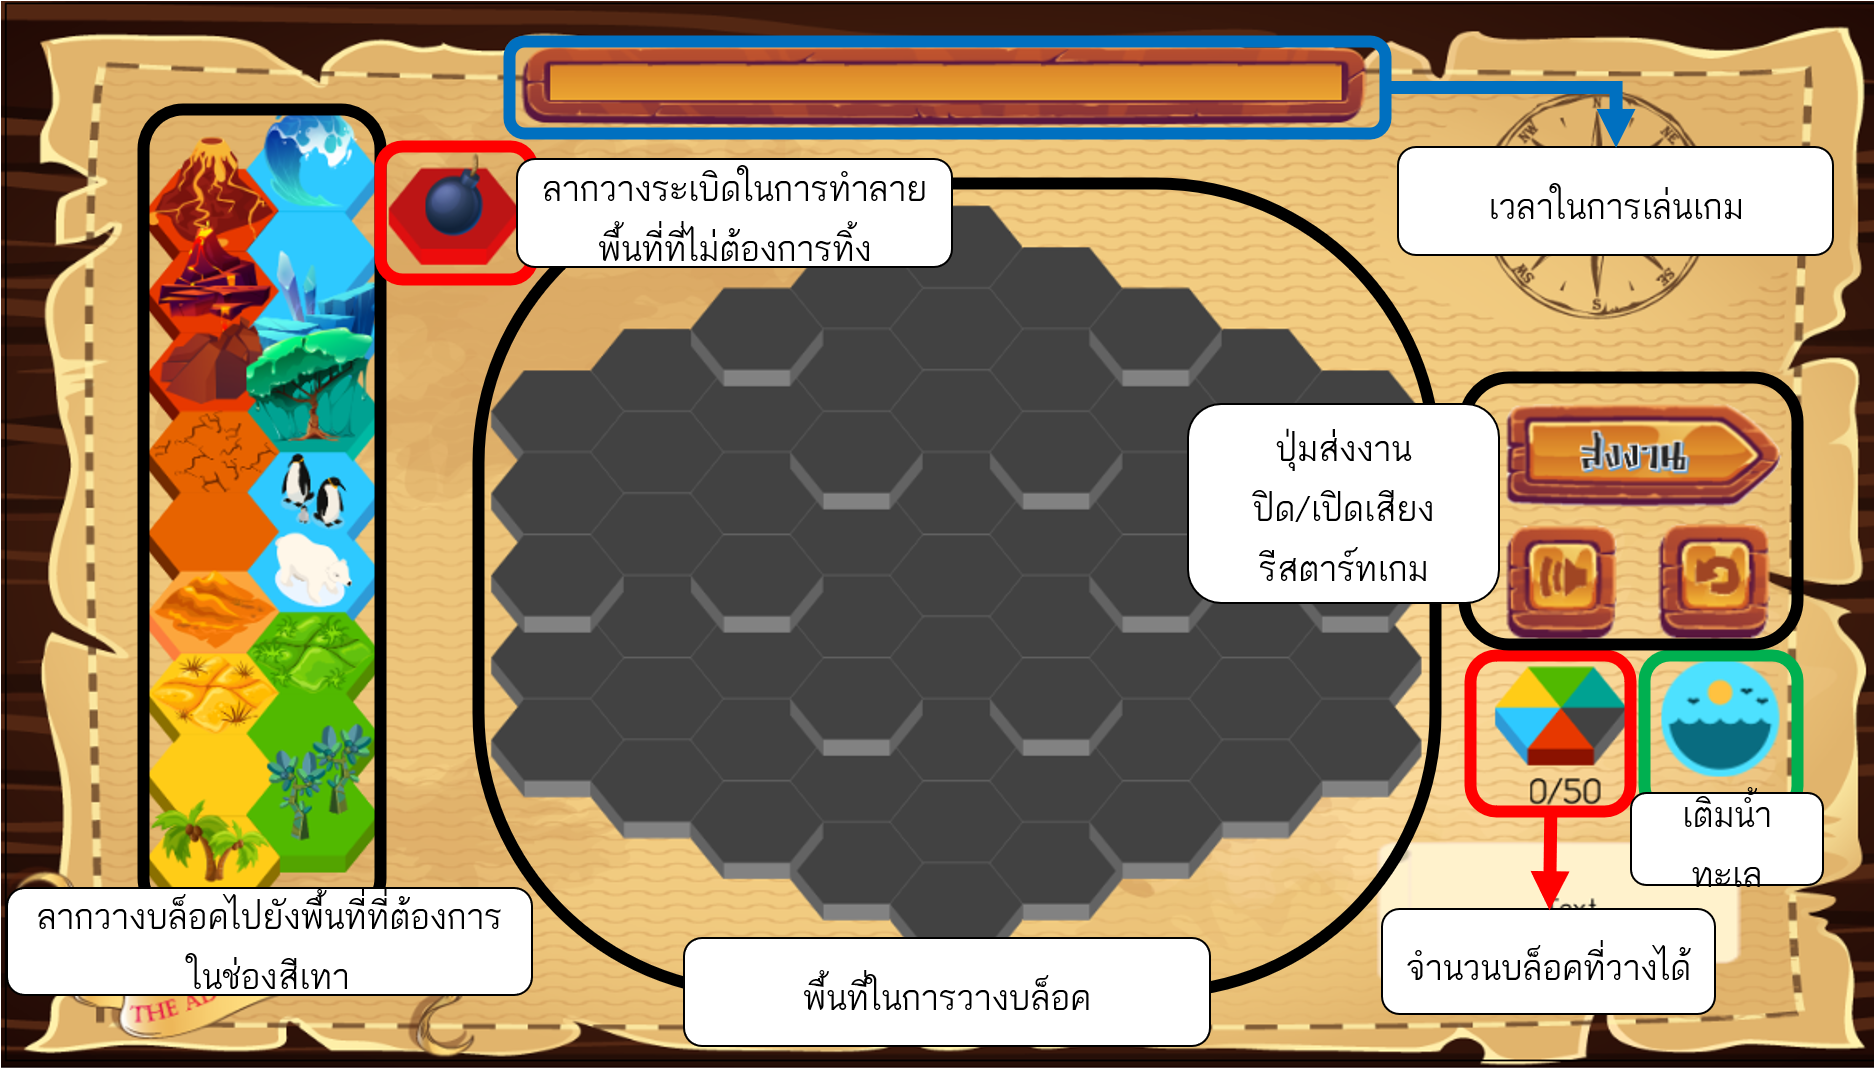 เวลาในการเล่นเกม
N
NW
NE
SW
SE
S
ลากวางระเบิดในการทำลาย
พื้นที่ที่ไม่ต้องการทิ้ง
ปุ่มส่งงาน
ปิด/เปิดเสียง
รีสตาร์ทเกม
ส่งงาน
0/50
เติมน้ำ
ทะเล
Text
จำนวนบล็อคที่วางได้
ลากวางบล็อคไปยังพื้นที่ที่ต้องการ
ในช่องสีเทา
THE
พื้นที่ในการวางบล็อค